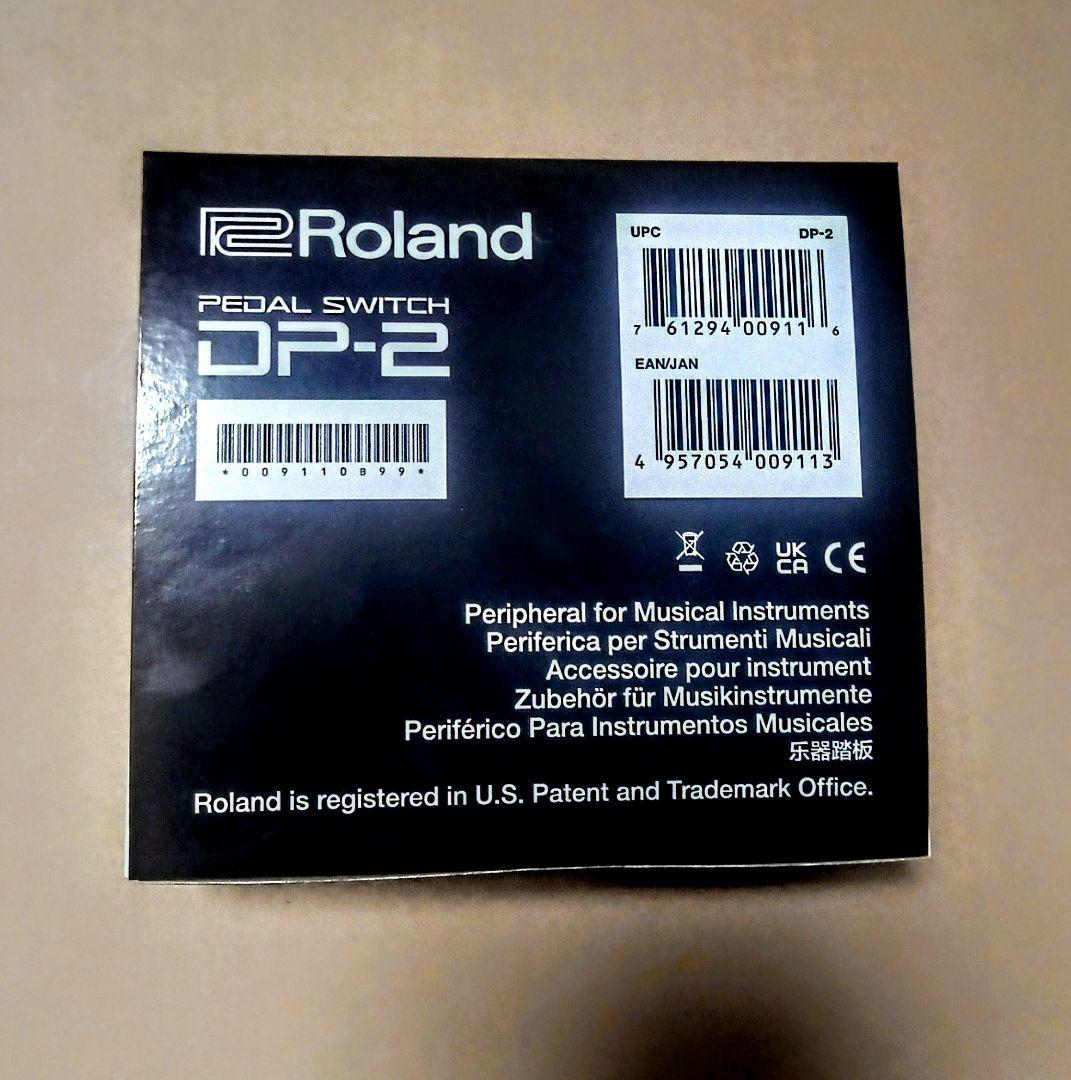 Roland
PEDAL SWITCH
DP-2
*009110B99*
UPC DP-2
7 61294 00911 6
EAN/JAN
4 957054 009113
UK
CA CE
Peripheral for Musical Instruments
Periferica per Strumenti Musicali
Accessoire pour instrument
Zubehör für Musikinstrumente
Periférico Para Instrumentos Musicales
乐器踏板
Roland is registered in U.S. Patent and Trademark Office.